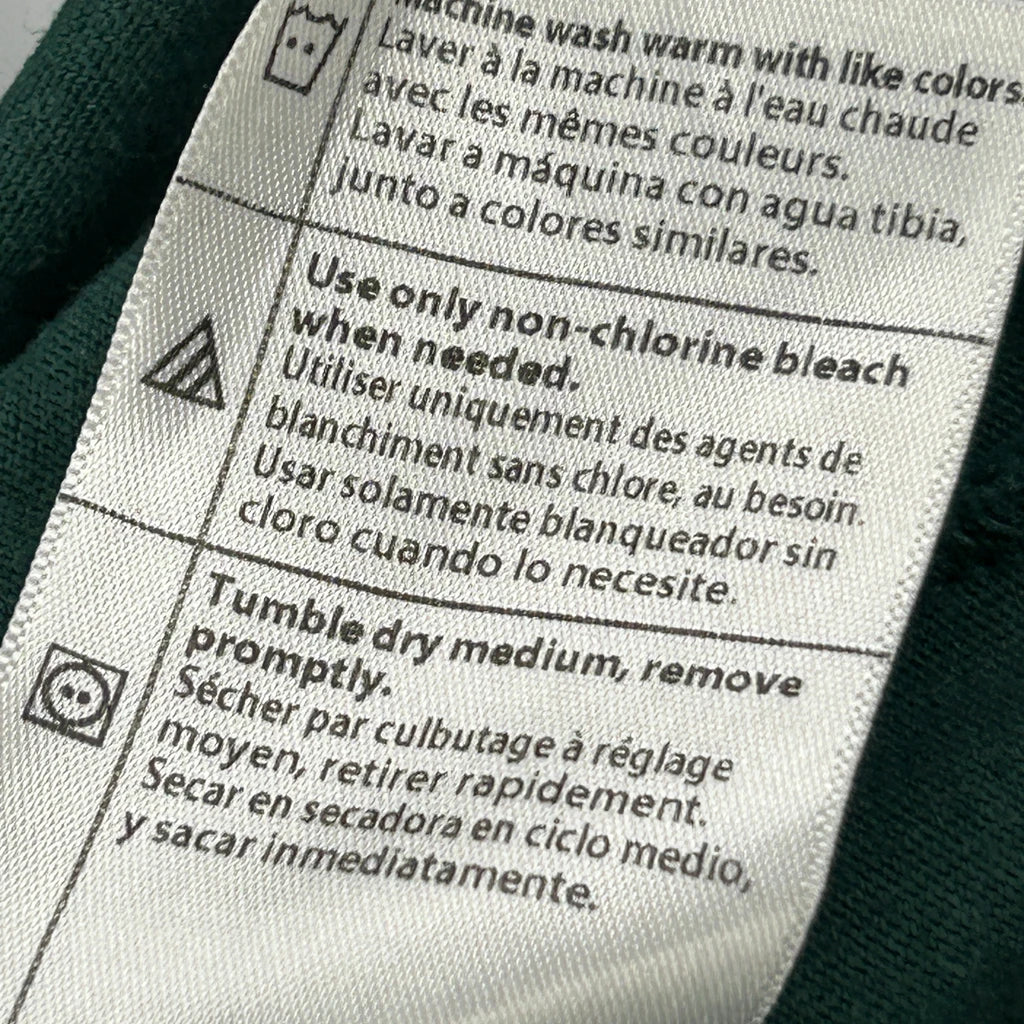 Machine wash warm with like colors.
Laver à la machine à l'eau chaude
avec les mêmes couleurs.
Lavar a máquina con agua tibia,
junto a colores similares.
Use only non-chlorine bleach
when needed.
Utiliser uniquement des agents de
blanchiment sans chlore, au besoin.
Usar solamente blanqueador sin
cloro cuando lo necesite.
Tumble dry medium, remove
promptly.
Sécher par culbutage à réglage
moyen, retirer rapidement.
Secar en secadora en ciclo medio,
y sacar inmediatamente.